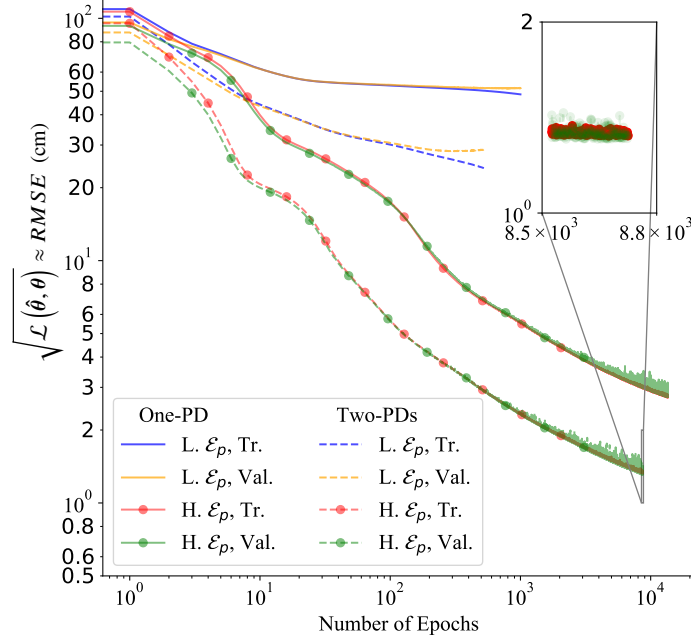 10²
80
60
50
40
30
20
10¹
8
6
5
4
3
2
10⁰
0.8
0.6
0.5
√ℒ(θ̂, θ) ≈ RMSE (cm)
2
10⁰
8.5 × 10³
8.8 × 10³
One-PD
L. ℰₚ, Tr.
L. ℰₚ, Val.
H. ℰₚ, Tr.
H. ℰₚ, Val.
Two-PDs
L. ℰₚ, Tr.
L. ℰₚ, Val.
H. ℰₚ, Tr.
H. ℰₚ, Val.
10⁰
10¹
10²
10³
10⁴
Number of Epochs